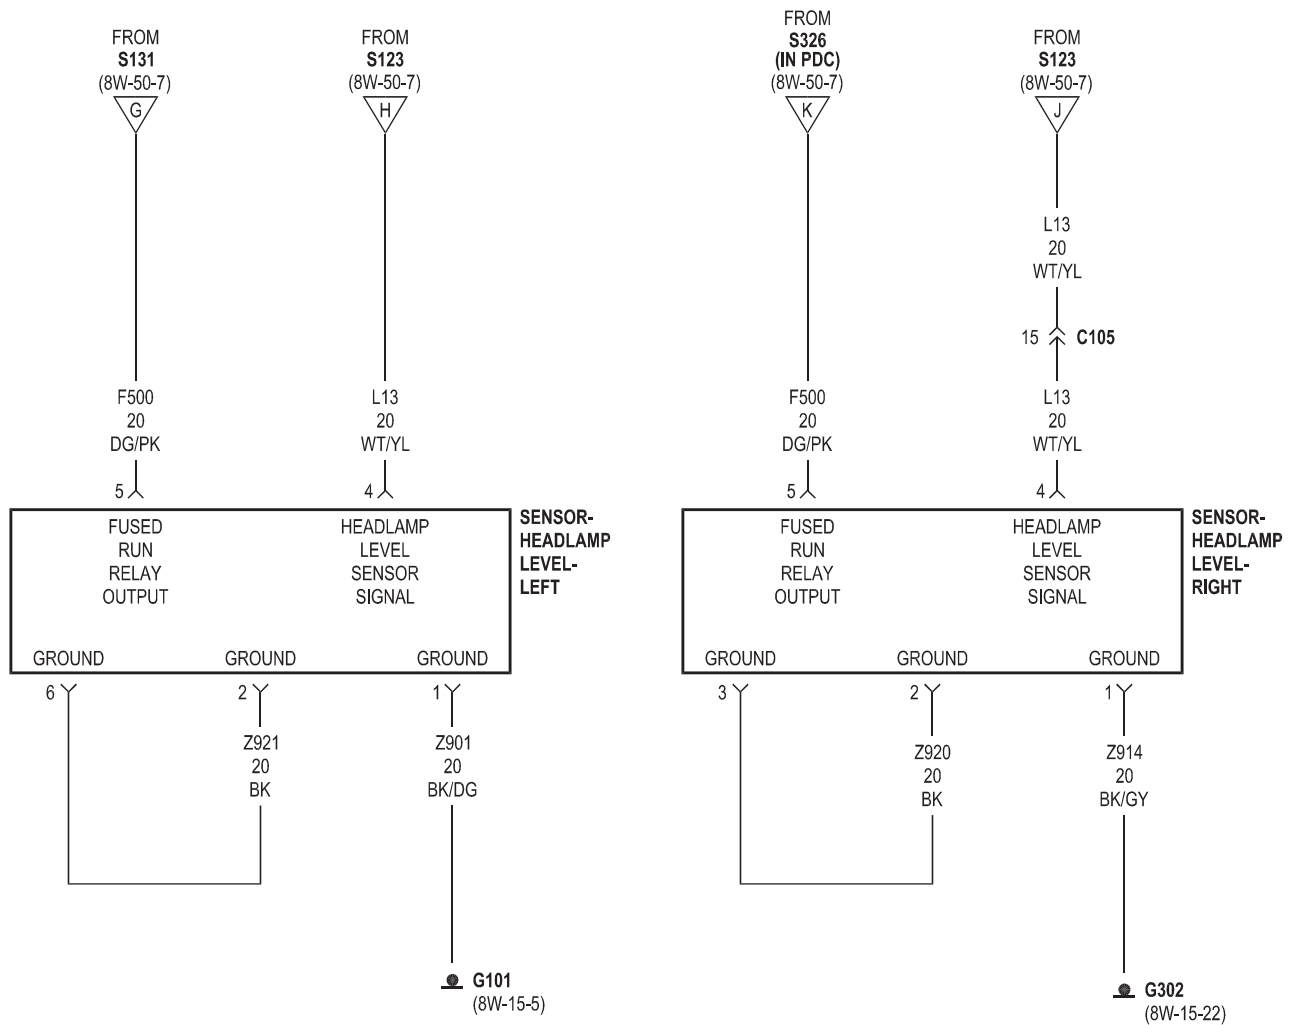 FROM
S131
(8W-50-7)
G
FROM
S123
(8W-50-7)
H
FROM
S326
(IN PDC)
(8W-50-7)
K
FROM
S123
(8W-50-7)
J
L13
20
WT/YL
15
C105
F500
20
DG/PK
L13
20
WT/YL
F500
20
DG/PK
L13
20
WT/YL
5
4
5
4
FUSED
RUN
RELAY
OUTPUT
HEADLAMP
LEVEL
SENSOR
SIGNAL
SENSOR-
HEADLAMP
LEVEL-
LEFT
FUSED
RUN
RELAY
OUTPUT
HEADLAMP
LEVEL
SENSOR
SIGNAL
SENSOR-
HEADLAMP
LEVEL-
RIGHT
GROUND
GROUND
GROUND
GROUND
GROUND
GROUND
6
2
1
3
2
1
Z921
20
BK
Z901
20
BK/DG
Z920
20
BK
Z914
20
BK/GY
G101
(8W-15-5)
G302
(8W-15-22)